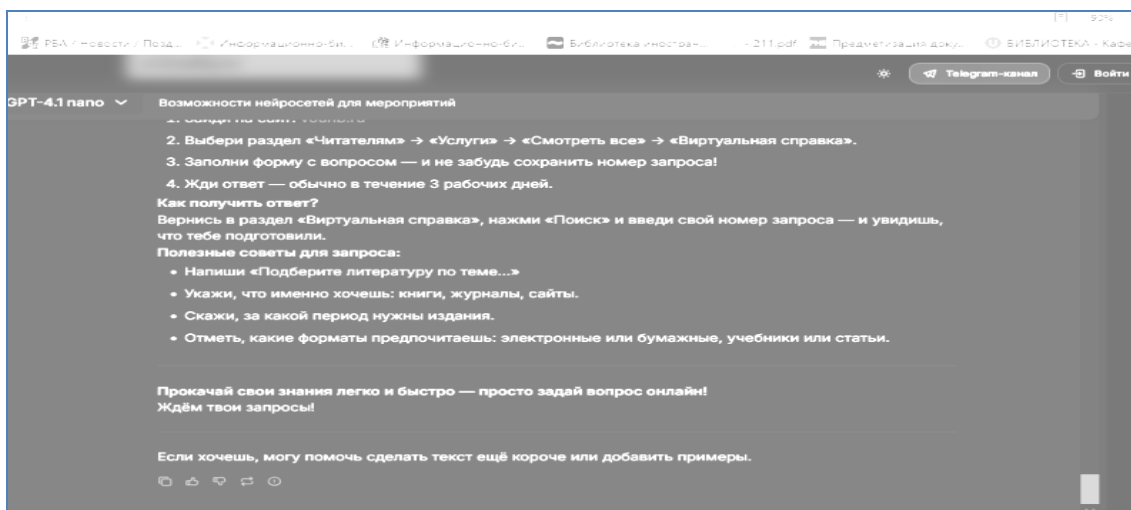 90%
РБА / Новости / Позд...
Информационно-би...
Информационно-би...
Библиотека иностран...
- 211.pdf
Предметизация доку...
БИБЛИОТЕКА - Кафе
Telegram-канал
Войти
GPT-4.1 nano
Возможности нейросетей для мероприятий
2. Выбери раздел «Читателям» → «Услуги» → «Смотреть все» → «Виртуальная справка».
3. Заполни форму с вопросом — и не забудь сохранить номер запроса!
4. Жди ответ — обычно в течение 3 рабочих дней.
Как получить ответ?
Вернись в раздел «Виртуальная справка», нажми «Поиск» и введи свой номер запроса — и увидишь,
что тебе подготовили.
Полезные советы для запроса:
• Напиши «Подберите литературу по теме...»
• Укажи, что именно хочешь: книги, журналы, сайты.
• Скажи, за какой период нужны издания.
• Отметь, какие форматы предпочитаешь: электронные или бумажные, учебники или статьи.
Прокачай свои знания легко и быстро — просто задай вопрос онлайн!
Ждём твои запросы!
Если хочешь, могу помочь сделать текст ещё короче или добавить примеры.